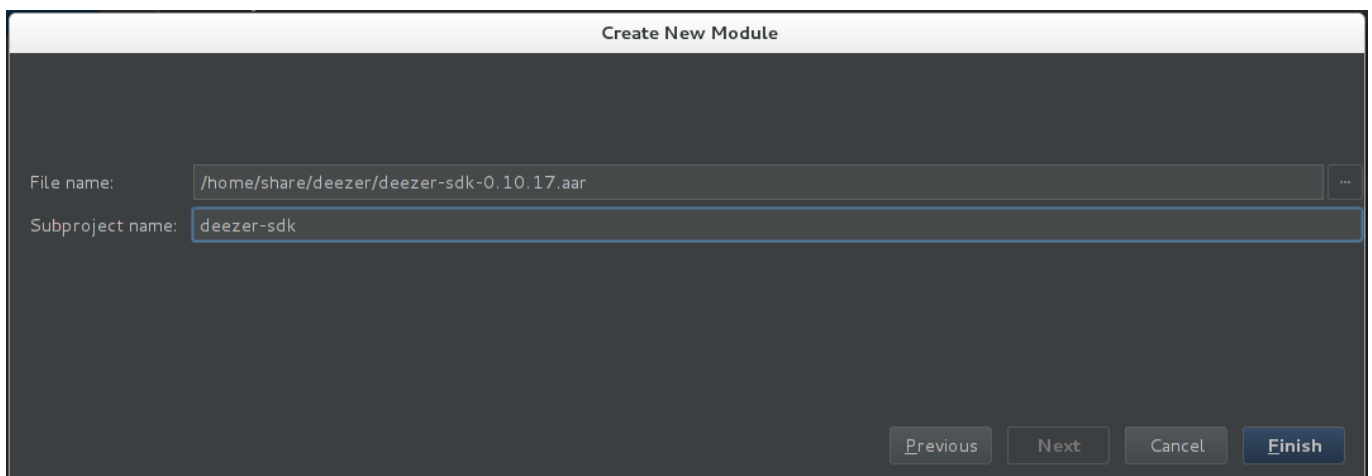 Create New Module
File name: /home/share/deezer/deezer-sdk-0.10.17.aar ...
Subproject name: deezer-sdk
Previous Next Cancel Finish